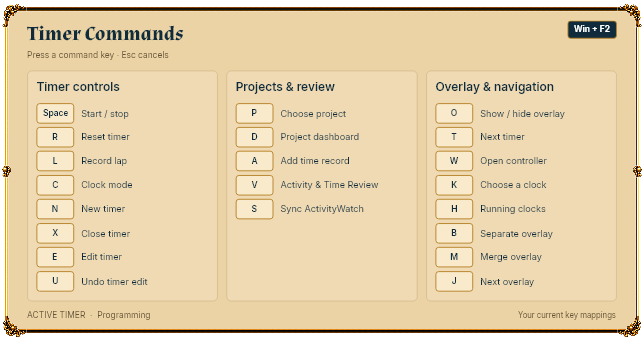 Timer Commands
Win + F2
Press a command key · Esc cancels
Timer controls
Space Start / stop
R Reset timer
L Record lap
C Clock mode
N New timer
X Close timer
E Edit timer
U Undo timer edit
Projects & review
P Choose project
D Project dashboard
A Add time record
V Activity & Time Review
S Sync ActivityWatch
Overlay & navigation
O Show / hide overlay
T Next timer
W Open controller
K Choose a clock
H Running clocks
B Separate overlay
M Merge overlay
J Next overlay
ACTIVE TIMER · Programming
Your current key mappings